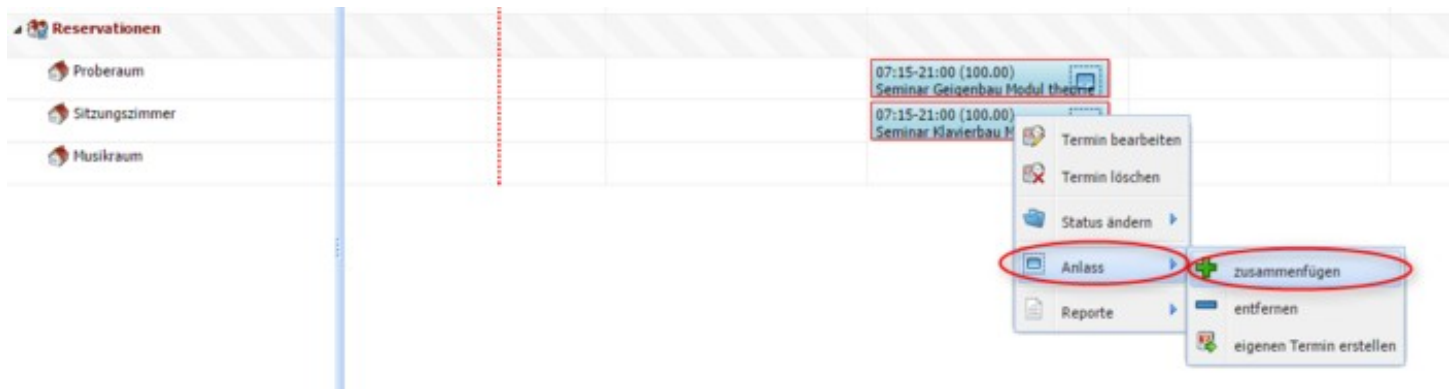 Reservationen
Proberaum
07:15-21:00 (100.00)
Seminar Geigenbau Modul theorie
Sitzungszimmer
07:15-21:00 (100.00)
Seminar Klavierbau
Musikraum
Termin bearbeiten
Termin löschen
Status ändern
Anlass
zusammenfügen
entfernen
Reporte
eigenen Termin erstellen